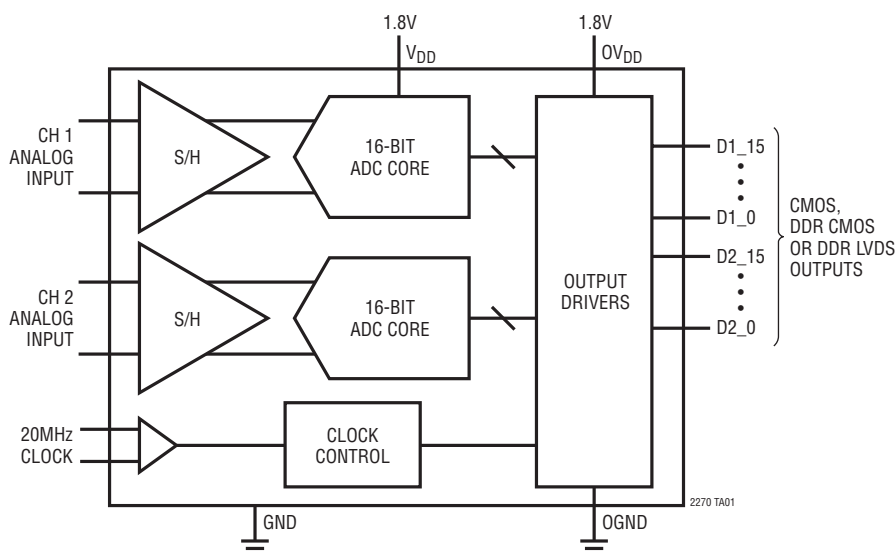 1.8V
1.8V
VDD
OVDD
CH 1
ANALOG
INPUT
S/H
16-BIT
ADC CORE
D1_15
D1_0
CMOS,
DDR CMOS
OR DDR LVDS
OUTPUTS
D2_15
D2_0
OUTPUT
DRIVERS
CH 2
ANALOG
INPUT
S/H
16-BIT
ADC CORE
20MHz
CLOCK
CLOCK
CONTROL
GND
OGND
2270 TA01